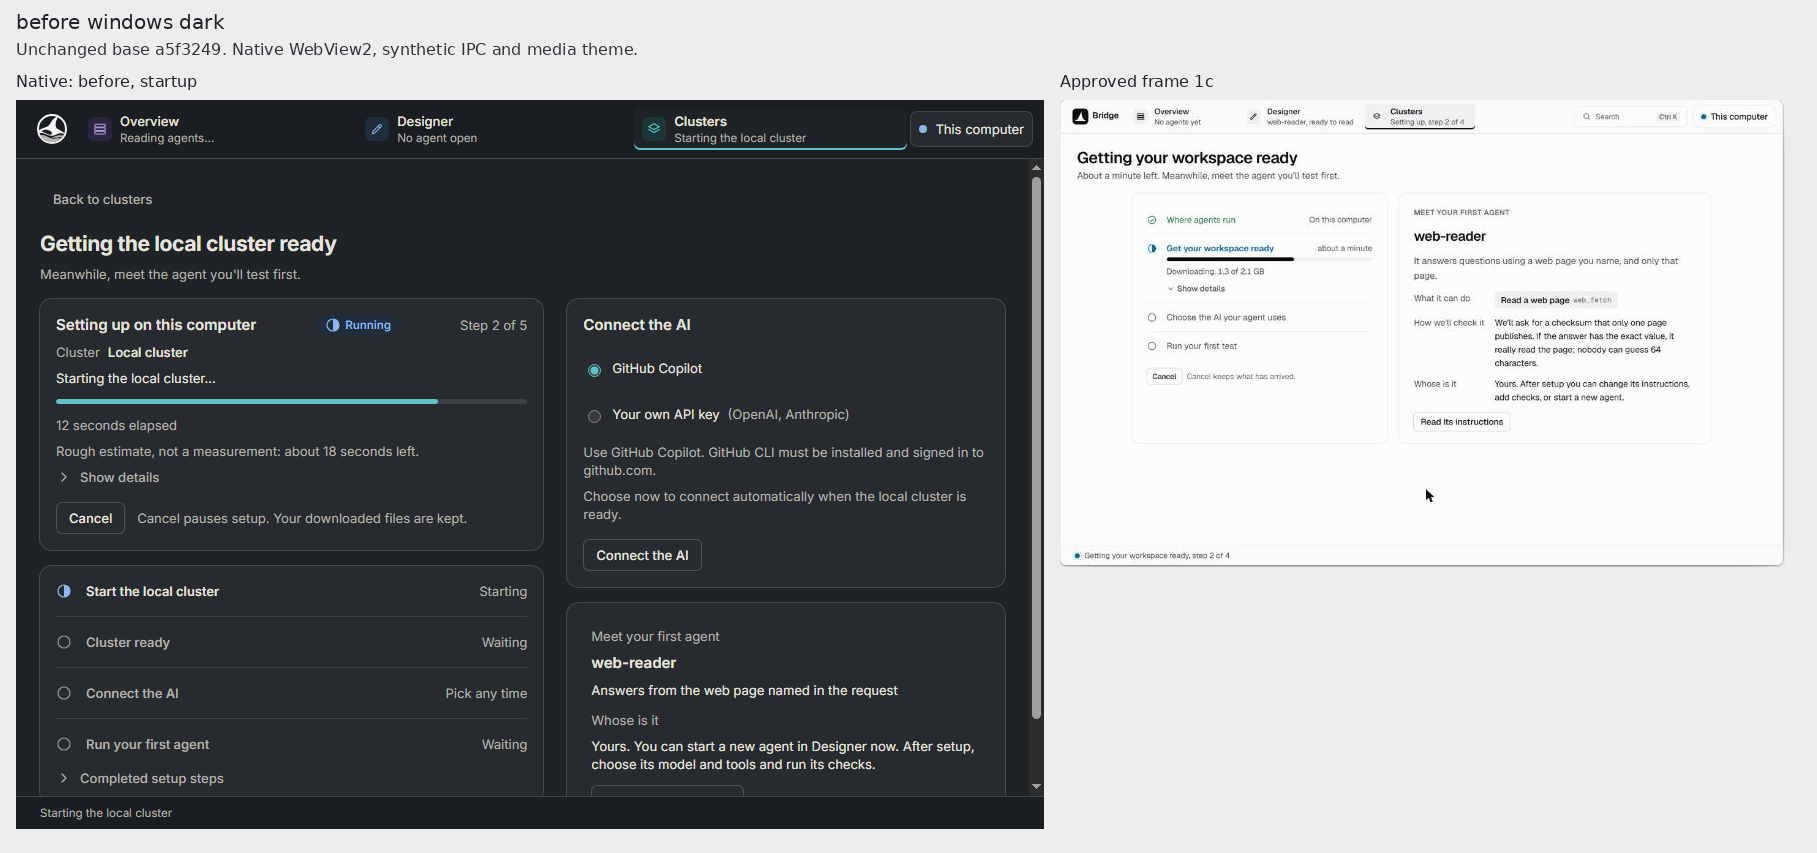 before windows dark
Unchanged base a5f3249. Native WebView2, synthetic IPC and media theme.
Native: before, startup
Overview
Reading agents...
Designer
No agent open
Clusters
Starting the local cluster
This computer
Back to clusters
Getting the local cluster ready
Meanwhile, meet the agent you'll test first.
Setting up on this computer
Running
Step 2 of 5
Cluster Local cluster
Starting the local cluster...
12 seconds elapsed
Rough estimate, not a measurement: about 18 seconds left.
Show details
Cancel
Cancel pauses setup. Your downloaded files are kept.
Start the local cluster
Starting
Cluster ready
Waiting
Connect the AI
Pick any time
Run your first agent
Waiting
Completed setup steps
Connect the AI
GitHub Copilot
Your own API key (OpenAI, Anthropic)
Use GitHub Copilot. GitHub CLI must be installed and signed in to
github.com.
Choose now to connect automatically when the local cluster is
ready.
Connect the AI
Meet your first agent
web-reader
Answers from the web page named in the request
Whose is it
Yours. You can start a new agent in Designer now. After setup,
choose its model and tools and run its checks.
Starting the local cluster
Approved frame 1c
Bridge
Overview
No agents yet
Designer
web-reader, ready to read
Clusters
Setting up, step 2 of 4
Search
Ctrl K
This computer
Getting your workspace ready
About a minute left. Meanwhile, meet the agent you'll test first.
Where agents run
On this computer
Get your workspace ready
about a minute
Downloading, 1.3 of 2.1 GB
Show details
Choose the AI your agent uses
Run your first test
Cancel
Cancel keeps what has arrived.
MEET YOUR FIRST AGENT
web-reader
It answers questions using a web page you name, and only that
page.
What it can do
Read a web page web_fetch
How we'll check it
We'll ask for a checksum that only one page
publishes. If the answer has the exact value, it
really read the page; nobody can guess 64
characters.
Whose is it
Yours. After setup you can change its instructions,
add checks, or start a new agent.
Read its instructions
Getting your workspace ready, step 2 of 4